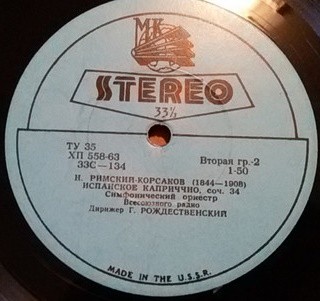 МК
STEREO
33⅓
ТУ 35
ХП 558-63
33С—134
Вторая гр.-2
1-50
Н. РИМСКИЙ-КОРСАКОВ (1844—1908)
ИСПАНСКОЕ КАПРИЧЧИО, соч. 34
Симфонический оркестр
Всесоюзного радио
Дирижер Г. РОЖДЕСТВЕНСКИЙ
MADE IN THE U.S.S.R.